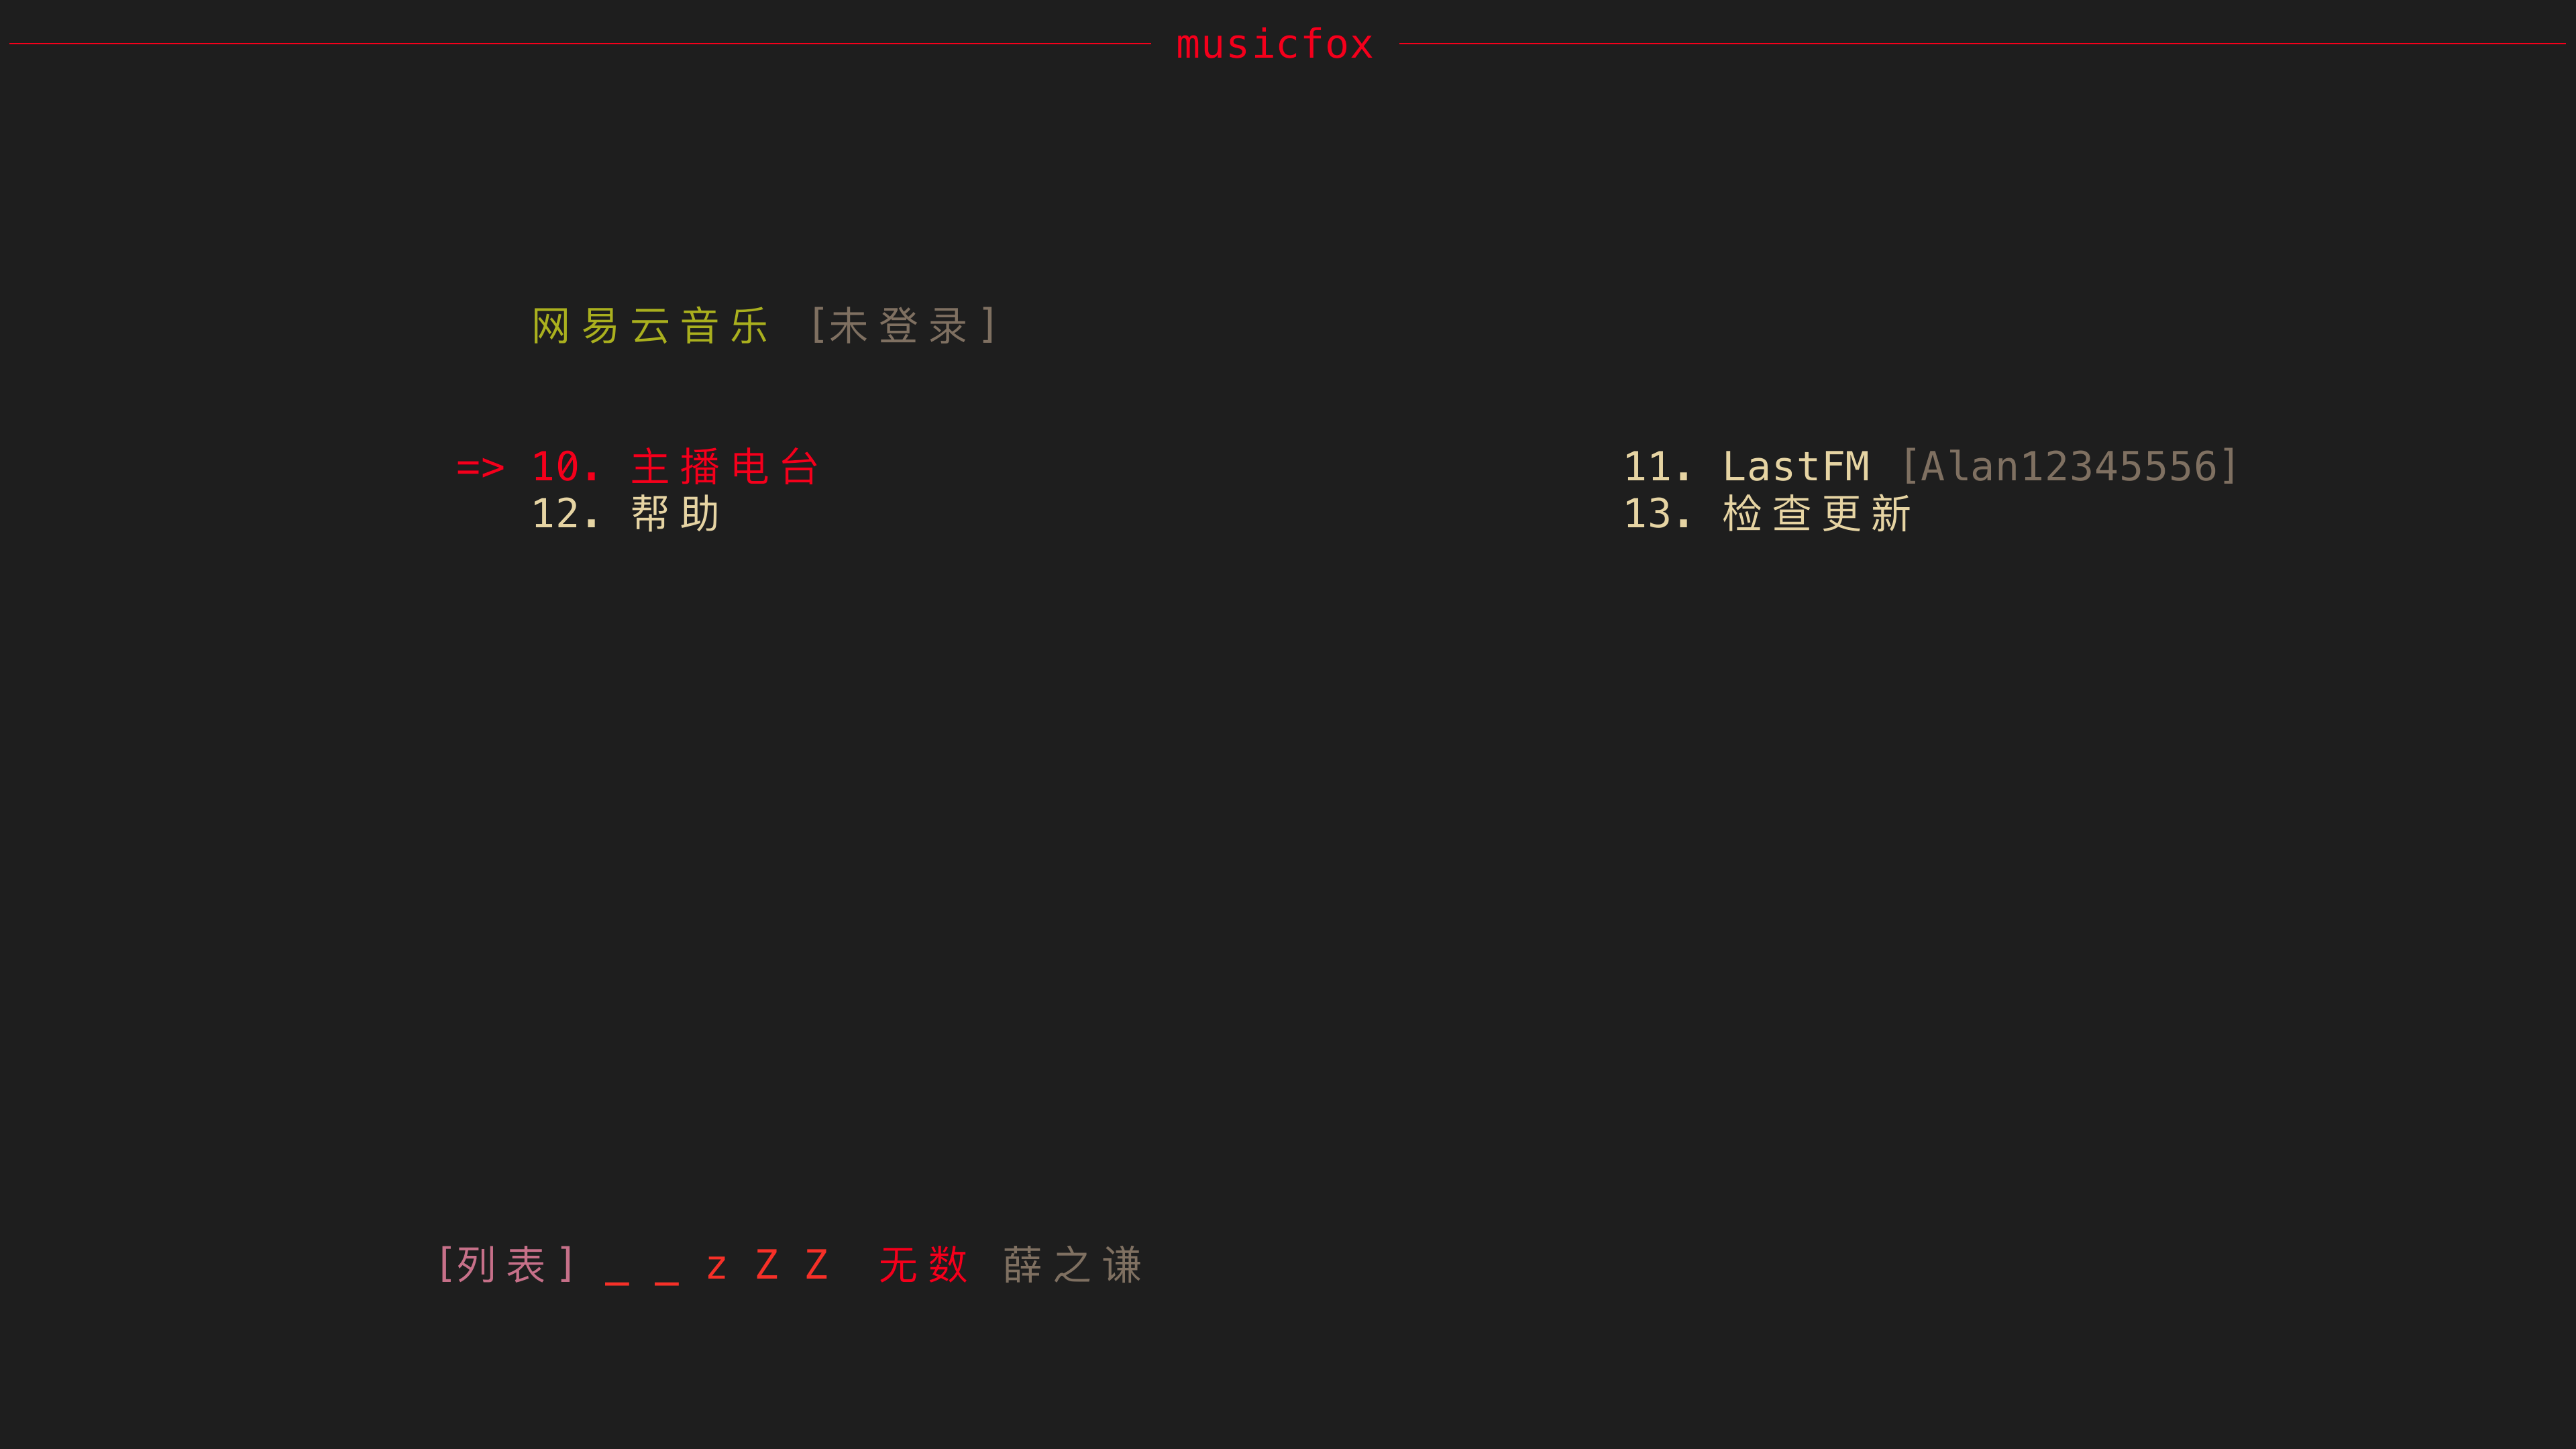 musicfox
网易云音乐 [未登录]
=> 10. 主播电台 11. LastFM [Alan12345556]
12. 帮助 13. 检查更新
[列表] _ _ z Z Z 无数 薛之谦